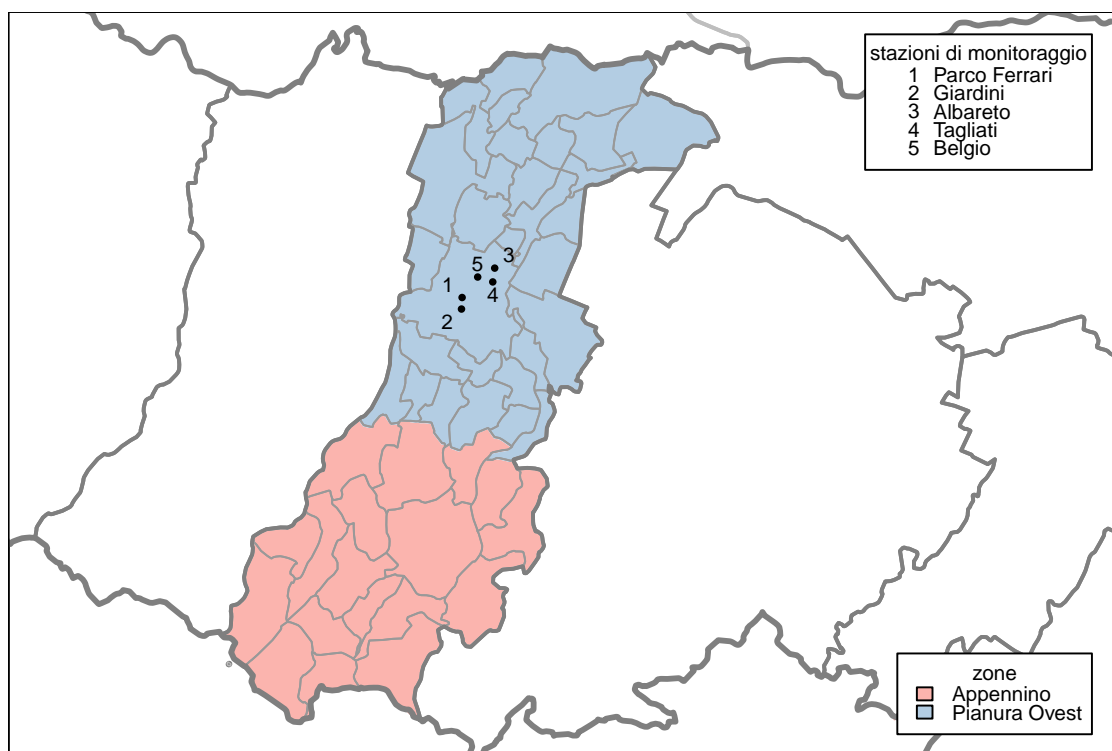 stazioni di monitoraggio
1 Parco Ferrari
2 Giardini
3 Albareto
4 Tagliati
5 Belgio
5
3
1
4
2
zone
Appennino
Pianura Ovest